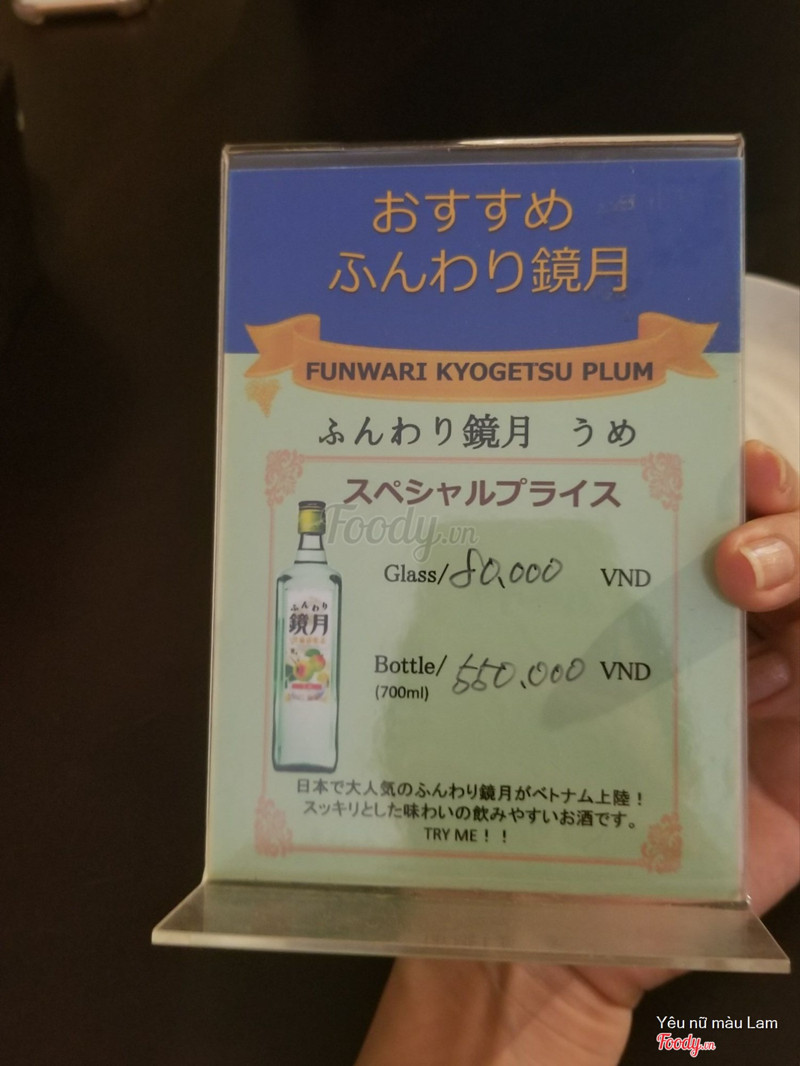 おすすめ
ふんわり鏡月
FUNWARI KYOGETSU PLUM
ふんわり鏡月 うめ
スペシャルプライス
Foody.vn
Glass/80,000 VND
ふんわり
鏡月
Bottle/550,000 VND
(700ml)
日本で大人気のふんわり鏡月がベトナム上陸!
スッキリとした味わいの飲みやすいお酒です。
TRY ME!!
Yêu nữ màu Lam
Foody.vn